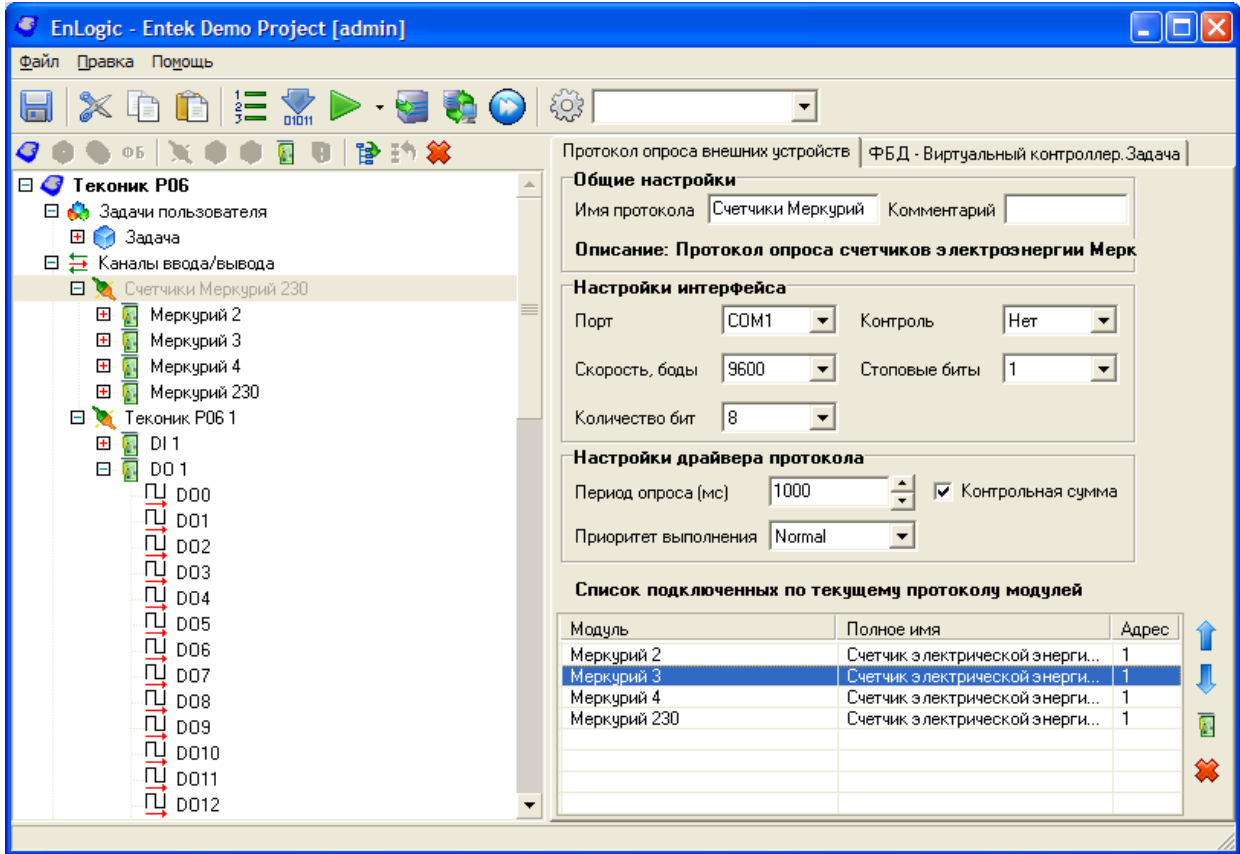 EnLogic - Entek Demo Project [admin]
Файл Правка Помощь
1 2 3
01011
ФБ
Теконик P06
Задачи пользователя
Задача
Каналы ввода/вывода
Счетчики Меркурий 230
Меркурий 2
Меркурий 3
Меркурий 4
Меркурий 230
Теконик P06 1
DI 1
DO 1
DO0
DO1
DO2
DO3
DO4
DO5
DO6
DO7
DO8
DO9
DO10
DO11
DO12
Протокол опроса внешних устройств ФБД - Виртуальный контроллер.Задача
Общие настройки
Имя протокола Счетчики Меркурий Комментарий
Описание: Протокол опроса счетчиков электроэнергии Мерк
Настройки интерфейса
Порт COM1 Контроль Нет
Скорость, боды 9600 Стоповые биты 1
Количество бит 8
Настройки драйвера протокола
Период опроса (мс) 1000 Контрольная сумма
Приоритет выполнения Normal
Список подключенных по текущему протоколу модулей
Модуль Полное имя Адрес
Меркурий 2 Счетчик электрической энерги... 1
Меркурий 3 Счетчик электрической энерги... 1
Меркурий 4 Счетчик электрической энерги... 1
Меркурий 230 Счетчик электрической энерги... 1